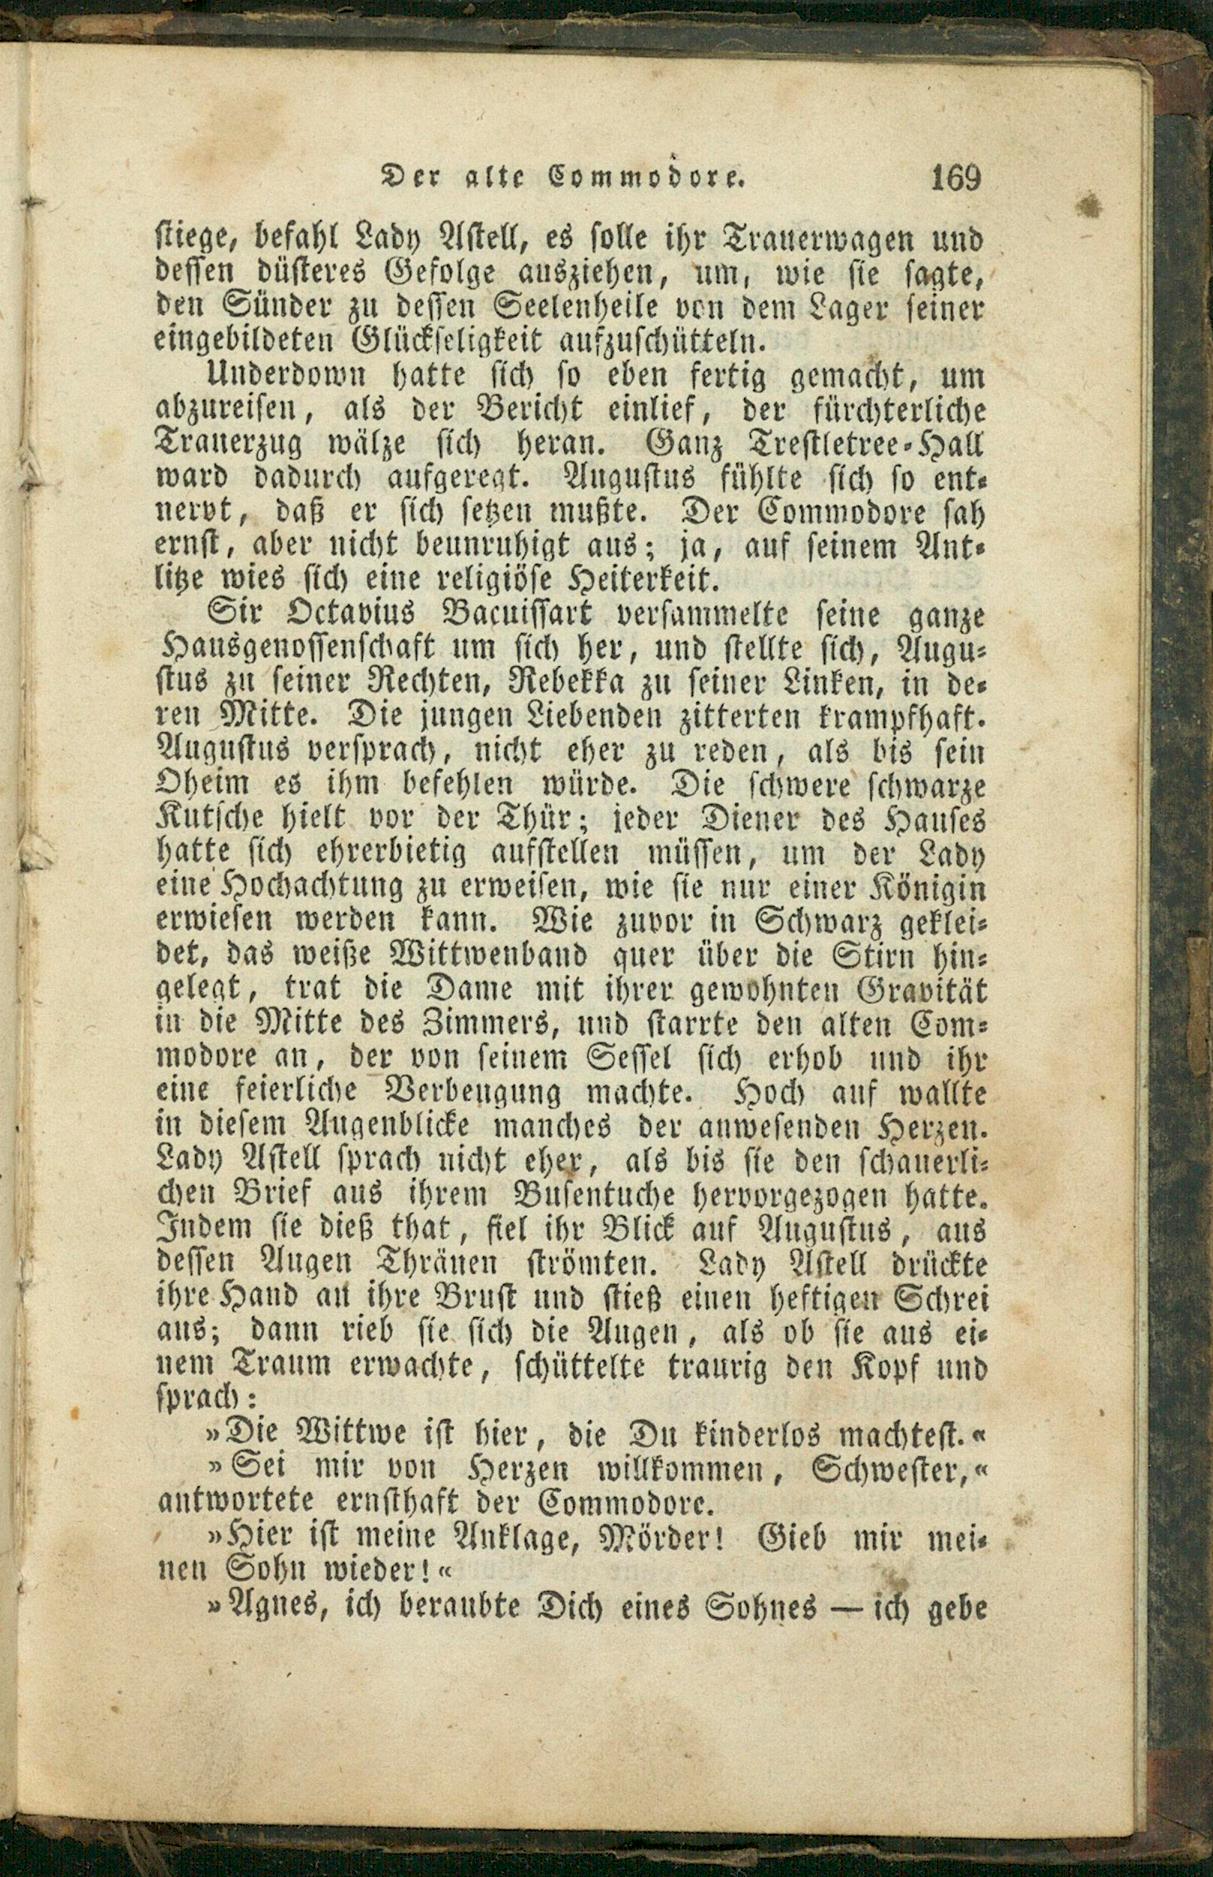 Der alte Commodore. 169
stiege, befahl Lady Astell, es solle ihr Trauerwagen und
dessen düsteres Gefolge ausziehen, um, wie sie sagte,
den Sünder zu dessen Seelenheile von dem Lager seiner
eingebildeten Glückseligkeit aufzuschütteln.
Underdown hatte sich so eben fertig gemacht, um
abzureisen, als der Bericht einlief, der fürchterliche
Trauerzug wälze sich heran. Ganz Trestletree-Hall
ward dadurch aufgeregt. Augustus fühlte sich so ent-
nervt, daß er sich setzen mußte. Der Commodore sah
ernst, aber nicht beunruhigt aus; ja, auf seinem Ant-
litze wies sich eine religiöse Heiterkeit.
Sir Octavius Bacuissart versammelte seine ganze
Hausgenossenschaft um sich her, und stellte sich, Augu-
stus zu seiner Rechten, Rebekka zu seiner Linken, in de-
ren Mitte. Die jungen Liebenden zitterten krampfhaft.
Augustus versprach, nicht eher zu reden, als bis sein
Oheim es ihm befehlen würde. Die schwere schwarze
Kutsche hielt vor der Thür; jeder Diener des Hauses
hatte sich ehrerbietig aufstellen müssen, um der Lady
eine Hochachtung zu erweisen, wie sie nur einer Königin
erwiesen werden kann. Wie zuvor in Schwarz geklei-
det, das weiße Wittwenband quer über die Stirn hin-
gelegt, trat die Dame mit ihrer gewohnten Gravität
in die Mitte des Zimmers, und starrte den alten Com-
modore an, der von seinem Sessel sich erhob und ihr
eine feierliche Verbeugung machte. Hoch auf wallte
in diesem Augenblicke manches der anwesenden Herzen.
Lady Astell sprach nicht eher, als bis sie den schauerli-
chen Brief aus ihrem Busentuche hervorgezogen hatte.
Indem sie dieß that, fiel ihr Blick auf Augustus, aus
dessen Augen Thränen strömten. Lady Astell drückte
ihre Hand an ihre Brust und stieß einen heftigen Schrei
aus; dann rieb sie sich die Augen, als ob sie aus ei-
nem Traum erwachte, schüttelte traurig den Kopf und
sprach:
»Die Wittwe ist hier, die Du kinderlos machtest.«
»Sei mir von Herzen willkommen, Schwester,«
antwortete ernsthaft der Commodore.
»Hier ist meine Anklage, Mörder! Gieb mir mei-
nen Sohn wieder!«
»Agnes, ich beraubte Dich eines Sohnes — ich gebe